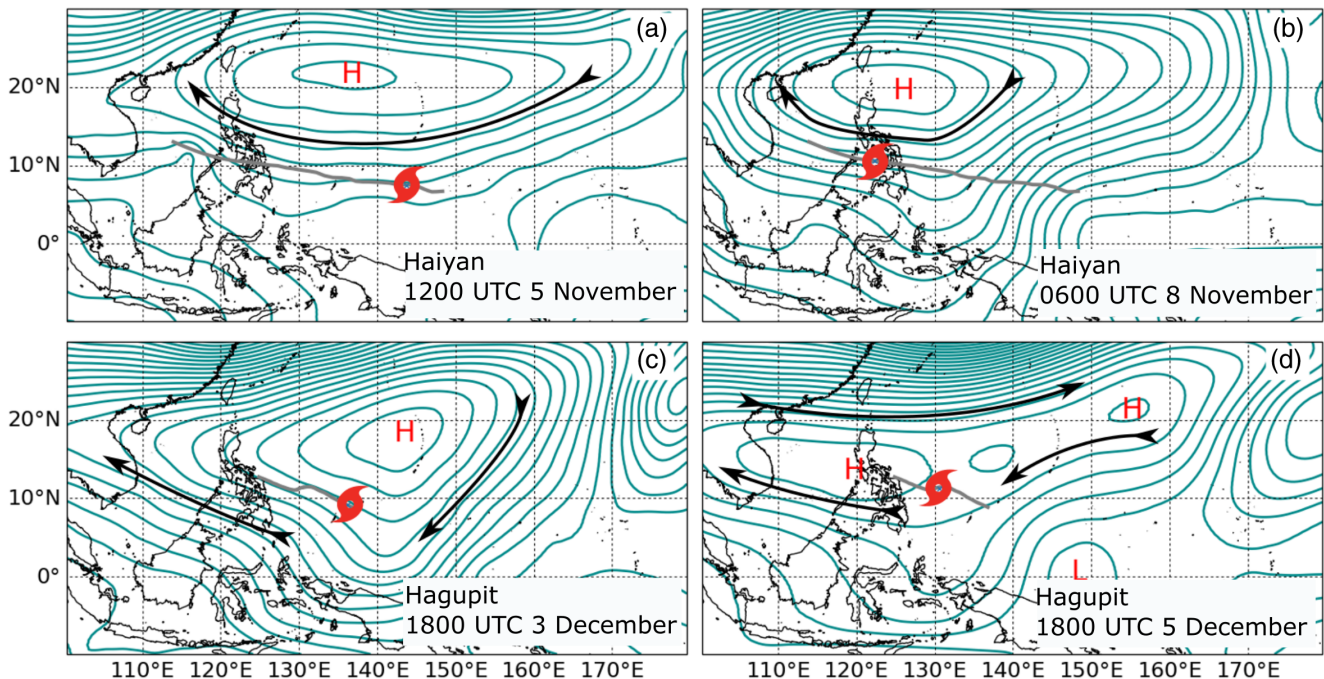 (a)
H
20°N
10°N
0°
Haiyan
1200 UTC 5 November
(b)
H
Haiyan
0600 UTC 8 November
(c)
H
20°N
10°N
0°
Hagupit
1800 UTC 3 December
110°E 120°E 130°E 140°E 150°E 160°E 170°E
(d)
H
H
L
Hagupit
1800 UTC 5 December
110°E 120°E 130°E 140°E 150°E 160°E 170°E